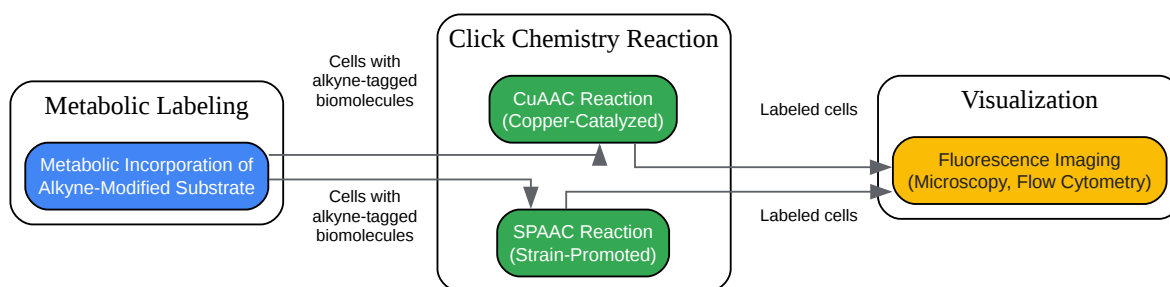 Metabolic Labeling
Metabolic Incorporation of
Alkyne-Modified Substrate
Cells with
alkyne-tagged
biomolecules
Cells with
alkyne-tagged
biomolecules
Click Chemistry Reaction
CuAAC Reaction
(Copper-Catalyzed)
SPAAC Reaction
(Strain-Promoted)
Labeled cells
Labeled cells
Visualization
Fluorescence Imaging
(Microscopy, Flow Cytometry)